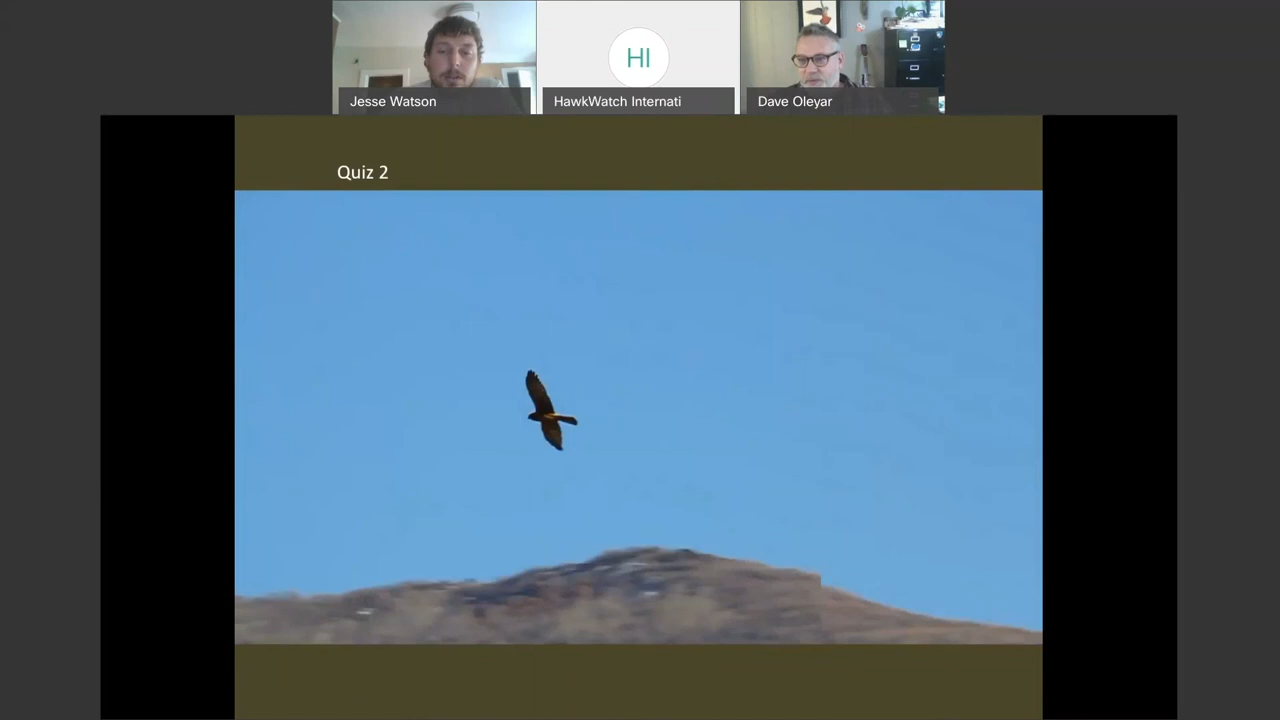 Jesse Watson
HI
HawkWatch Internati
Dave Oleyar
Quiz 2